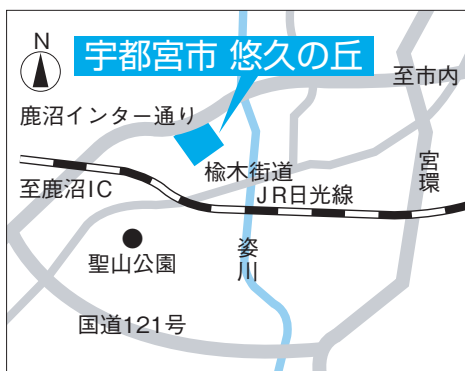 N
宇都宮市 悠久の丘
至市内
鹿沼インター通り
楡木街道
宮環
至鹿沼IC
JR日光線
姿川
聖山公園
国道121号